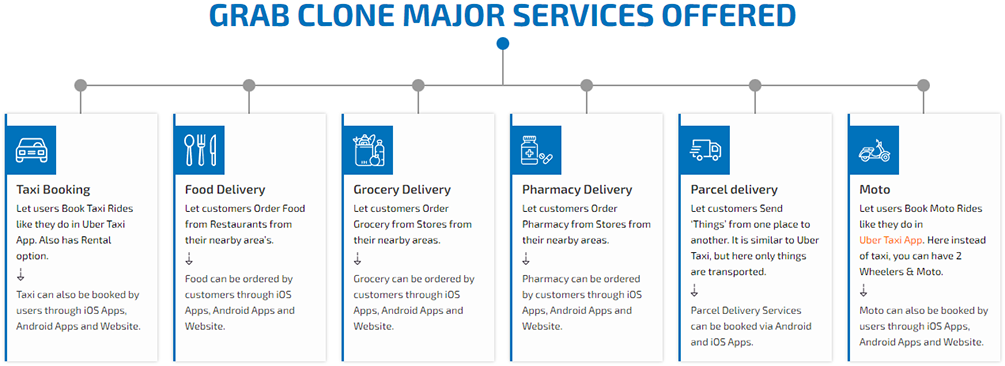 GRAB CLONE MAJOR SERVICES OFFERED
Taxi Booking
Let users Book Taxi Rides
like they do in Uber Taxi
App. Also has Rental
option.
Taxi can also be booked by
users through iOS Apps,
Android Apps and Website.
Food Delivery
Let customers Order Food
from Restaurants from
their nearby area's.
Food can be ordered by
customers through iOS
Apps, Android Apps and
Website.
Grocery Delivery
Let customers Order
Grocery from Stores from
their nearby areas.
Grocery can be ordered by
customers through iOS
Apps, Android Apps and
Website.
Pharmacy Delivery
Let customers Order
Pharmacy from Stores from
their nearby areas.
Pharmacy can be ordered
by customers through iOS
Apps, Android Apps and
Website.
Parcel delivery
Let customers Send
‘Things’ from one place to
another. It is similar to Uber
Taxi, but here only things
are transported.
Parcel Delivery Services
can be booked via Android
and iOS Apps.
Moto
Let users Book Moto Rides
like they do in
Uber Taxi App. Here instead
of taxi, you can have 2
Wheelers & Moto.
Moto can also be booked by
users through iOS Apps,
Android Apps and Website.